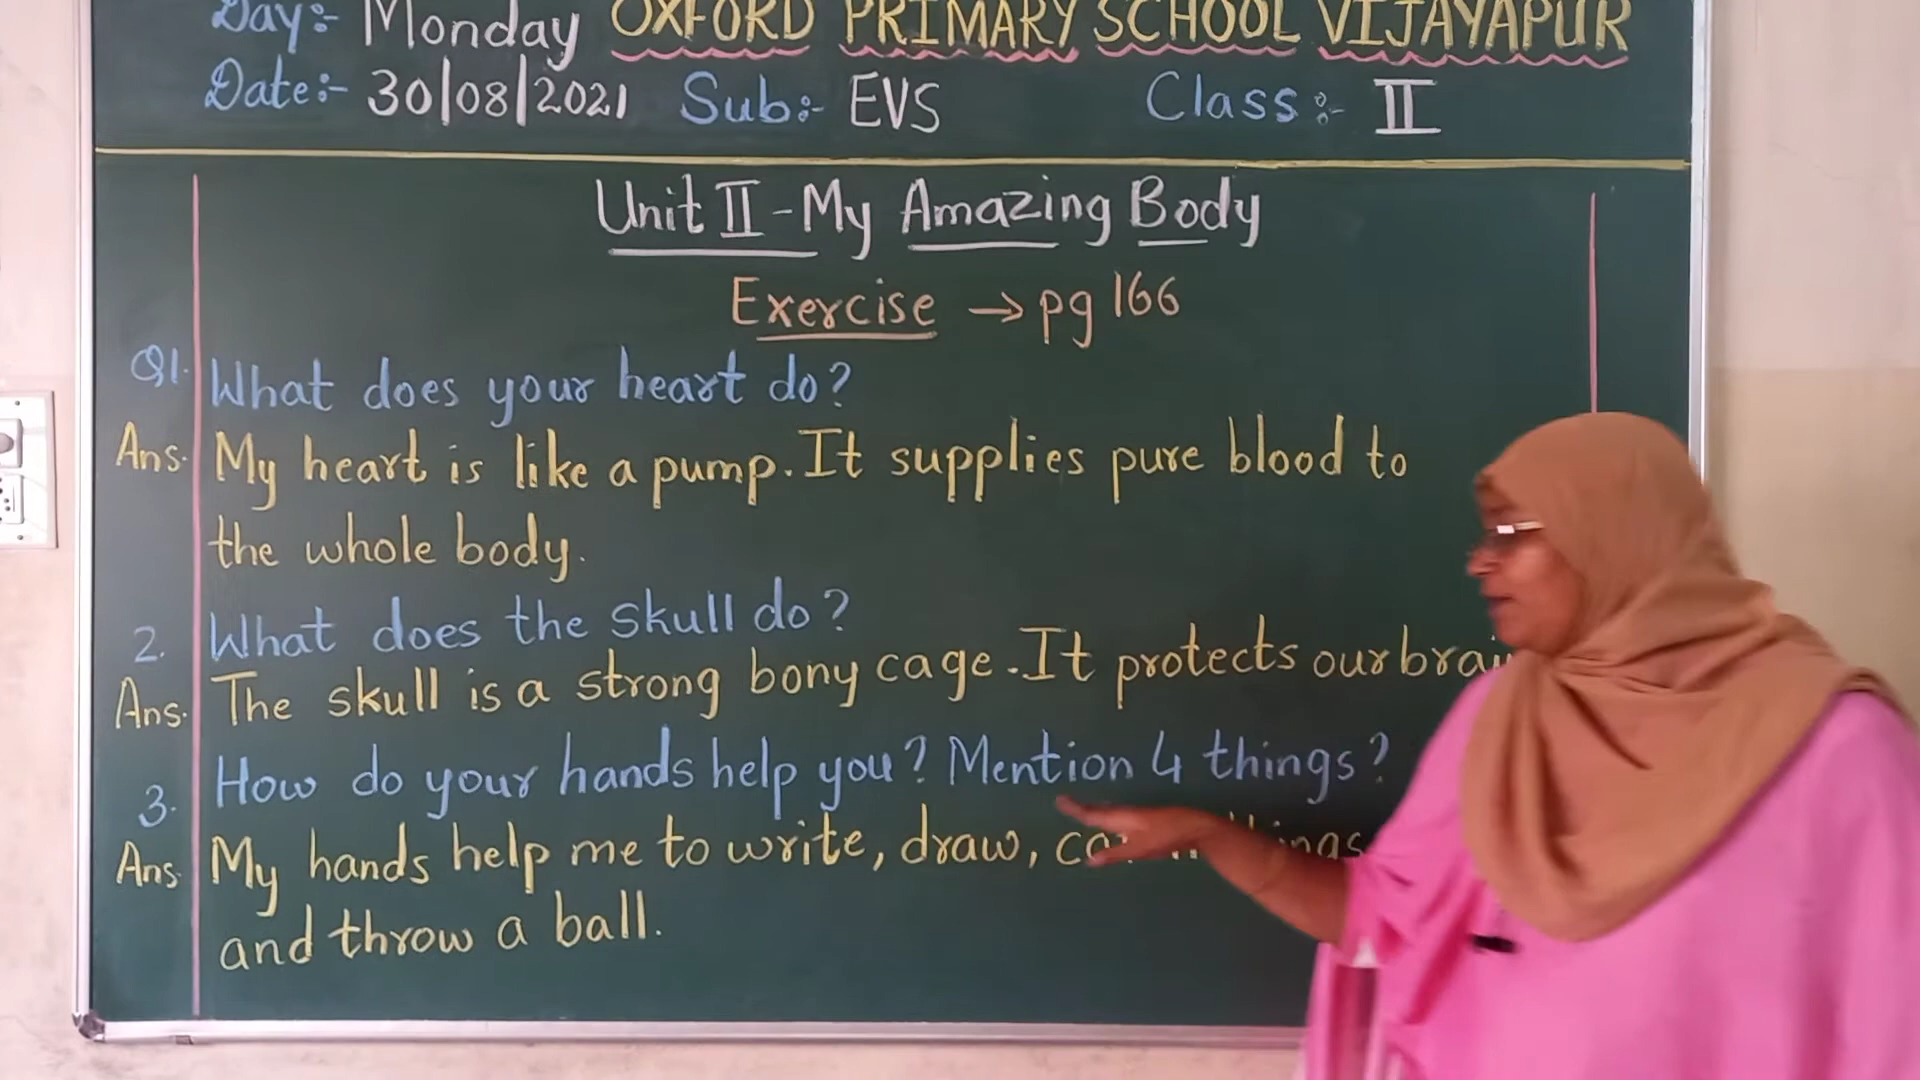 Day:- Monday OXFORD PRIMARY SCHOOL VIJAYAPUR
Date:- 30/08/2021 Sub:- EVS Class:- II
Unit II - My Amazing Body
Exercise → pg 166
Q1. What does your heart do?
Ans. My heart is like a pump. It supplies pure blood to
the whole body.
2. What does the skull do?
Ans. The skull is a strong bony cage. It protects our
3. How do your hands help you? Mention 4 things?
Ans My hands help me to write, draw,
and throw a ball.